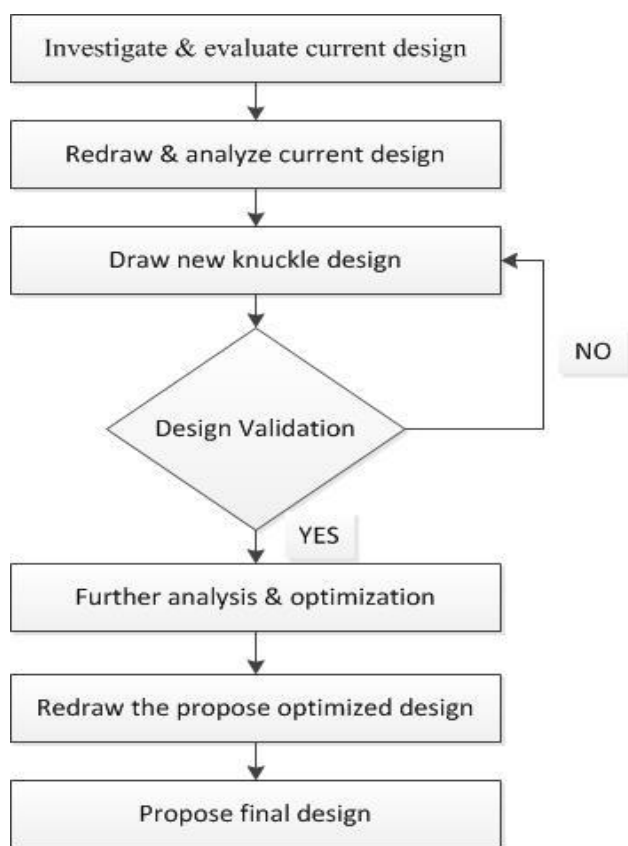 Investigate & evaluate current design
Redraw & analyze current design
Draw new knuckle design
NO
Design Validation
YES
Further analysis & optimization
Redraw the propose optimized design
Propose final design